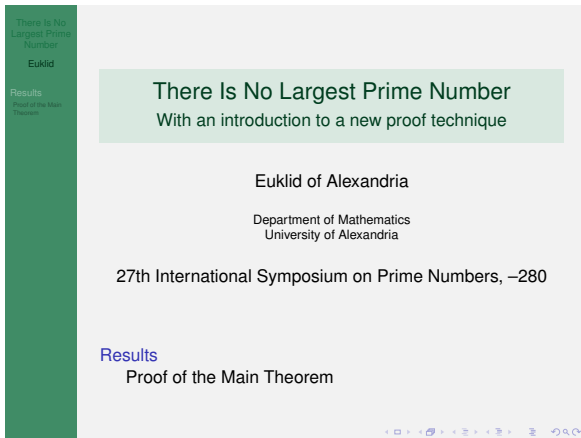 There Is No
Largest Prime
Number
Euklid
Results
Proof of the Main
Theorem
There Is No Largest Prime Number
With an introduction to a new proof technique
Euklid of Alexandria
Department of Mathematics
University of Alexandria
27th International Symposium on Prime Numbers, –280
Results
Proof of the Main Theorem